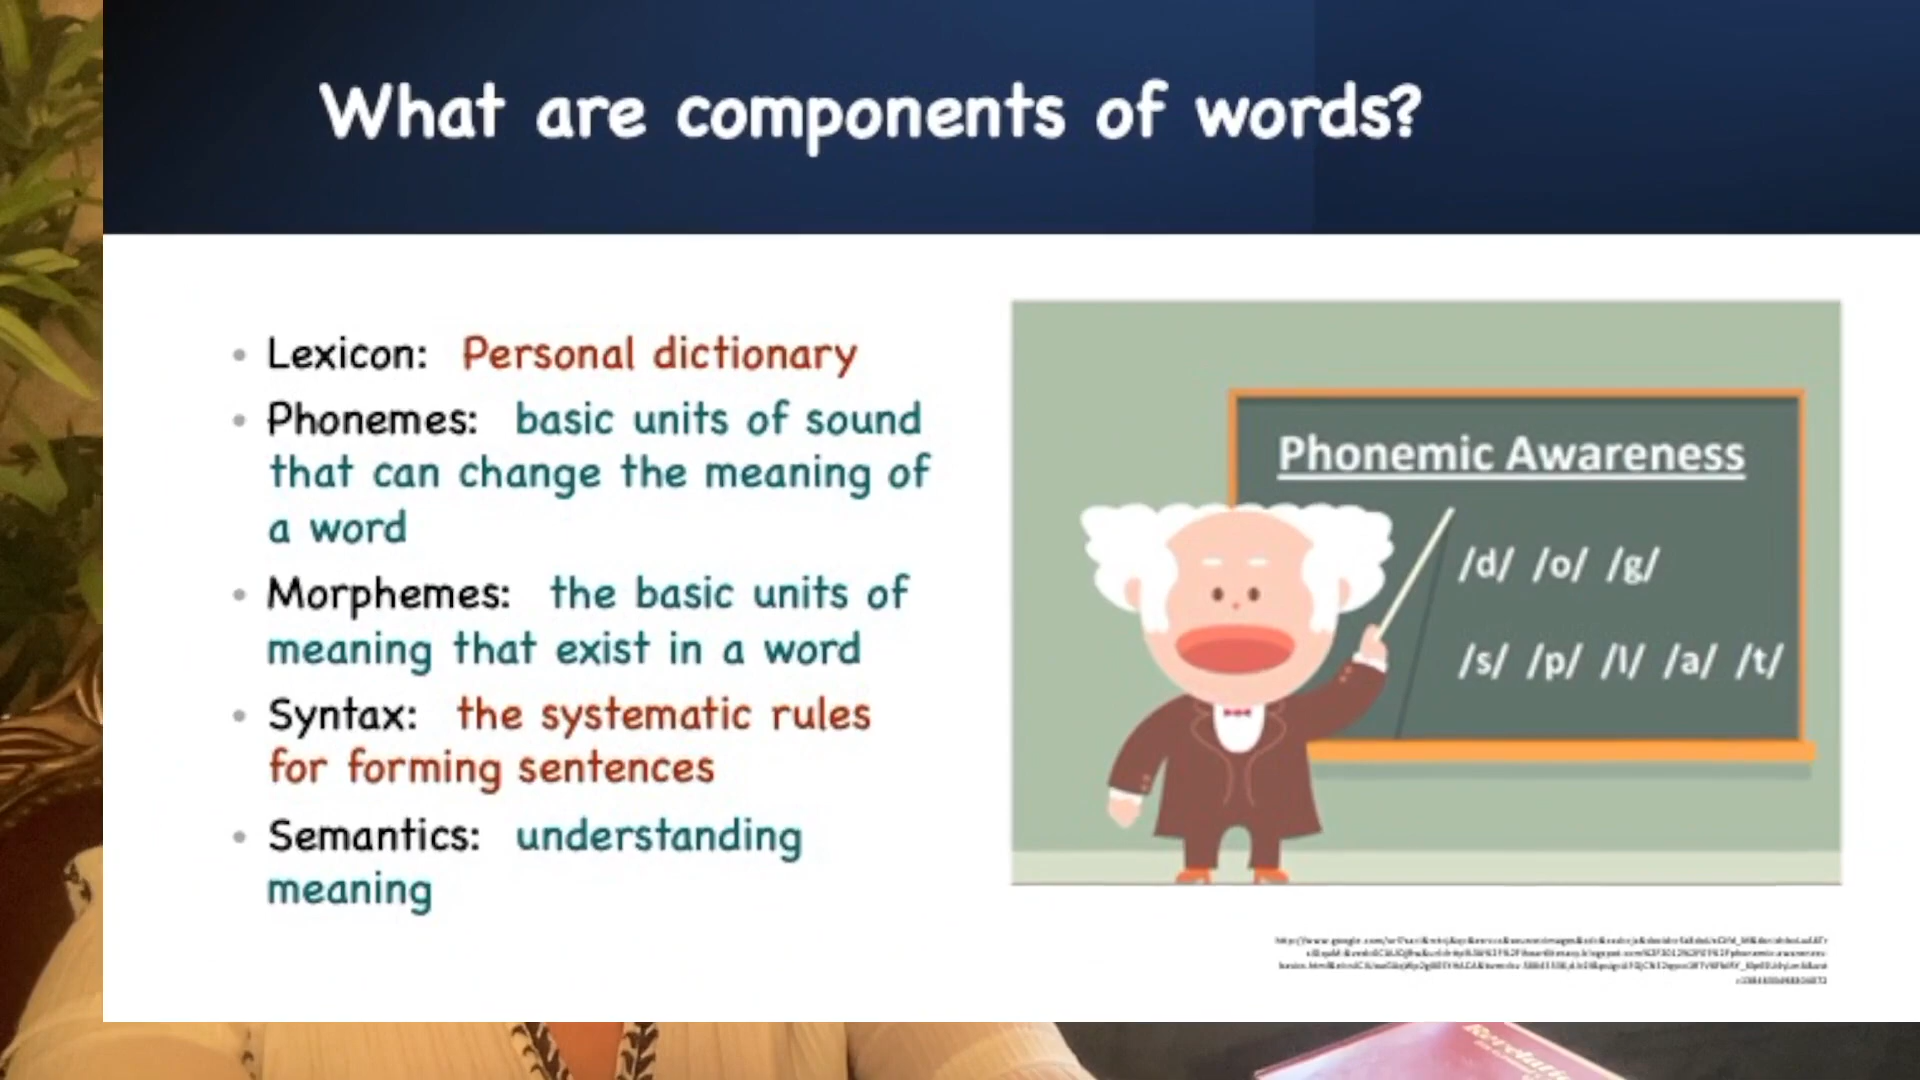 What are components of words?
Lexicon: Personal dictionary
Phonemes: basic units of sound
that can change the meaning of
a word
Morphemes: the basic units of
meaning that exist in a word
Syntax: the systematic rules
for forming sentences
Semantics: understanding
meaning
Phonemic Awareness
/d/ /o/ /g/
/s/ /p/ /l/ /a/ /t/